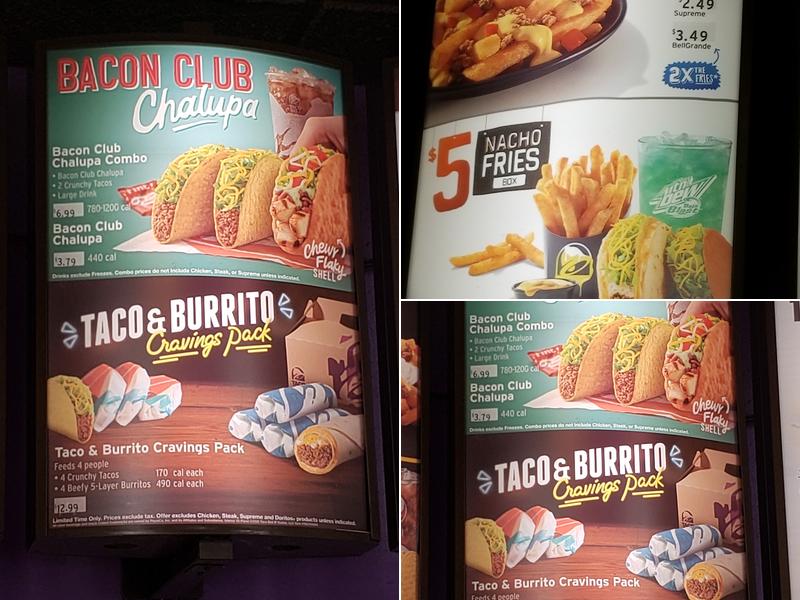 BACON CLUB
Chalupa
Bacon Club
Chalupa Combo
• Bacon Club Chalupa
• 2 Crunchy Tacos
• Large Drink
$6.99 780-1200 cal
Bacon Club
Chalupa
$3.79 440 cal
Chewy
Flaky
SHELL
Drinks exclude Freezes. Combo prices do not include Chicken, Steak, or Supreme unless indicated.
TACO & BURRITO
Cravings Pack
Taco & Burrito Cravings Pack
Feeds 4 people
• 4 Crunchy Tacos 170 cal each
• 4 Beefy 5-Layer Burritos 490 cal each
$12.99
Limited Time Only. Prices exclude tax. Offer excludes Chicken, Steak, Supreme and Doritos® products unless indicated.
$2.49
Supreme
$3.49
BellGrande
2X THE
FRIES
$5 NACHO
FRIES
BOX
MTN
DEW
Baja
Blast
Bacon Club
Chalupa Combo
• Bacon Club Chalupa
• 2 Crunchy Tacos
• Large Drink
6.99 780-1200 cal
Bacon Club
Chalupa
$3.79 440 cal
Chewy
Flaky
SHELL
Drinks exclude Freezes. Combo prices do not include Chicken, Steak, or Supreme unless indicated.
TACO & BURRITO
Cravings Pack
Taco & Burrito Cravings Pack
Feeds 4 people